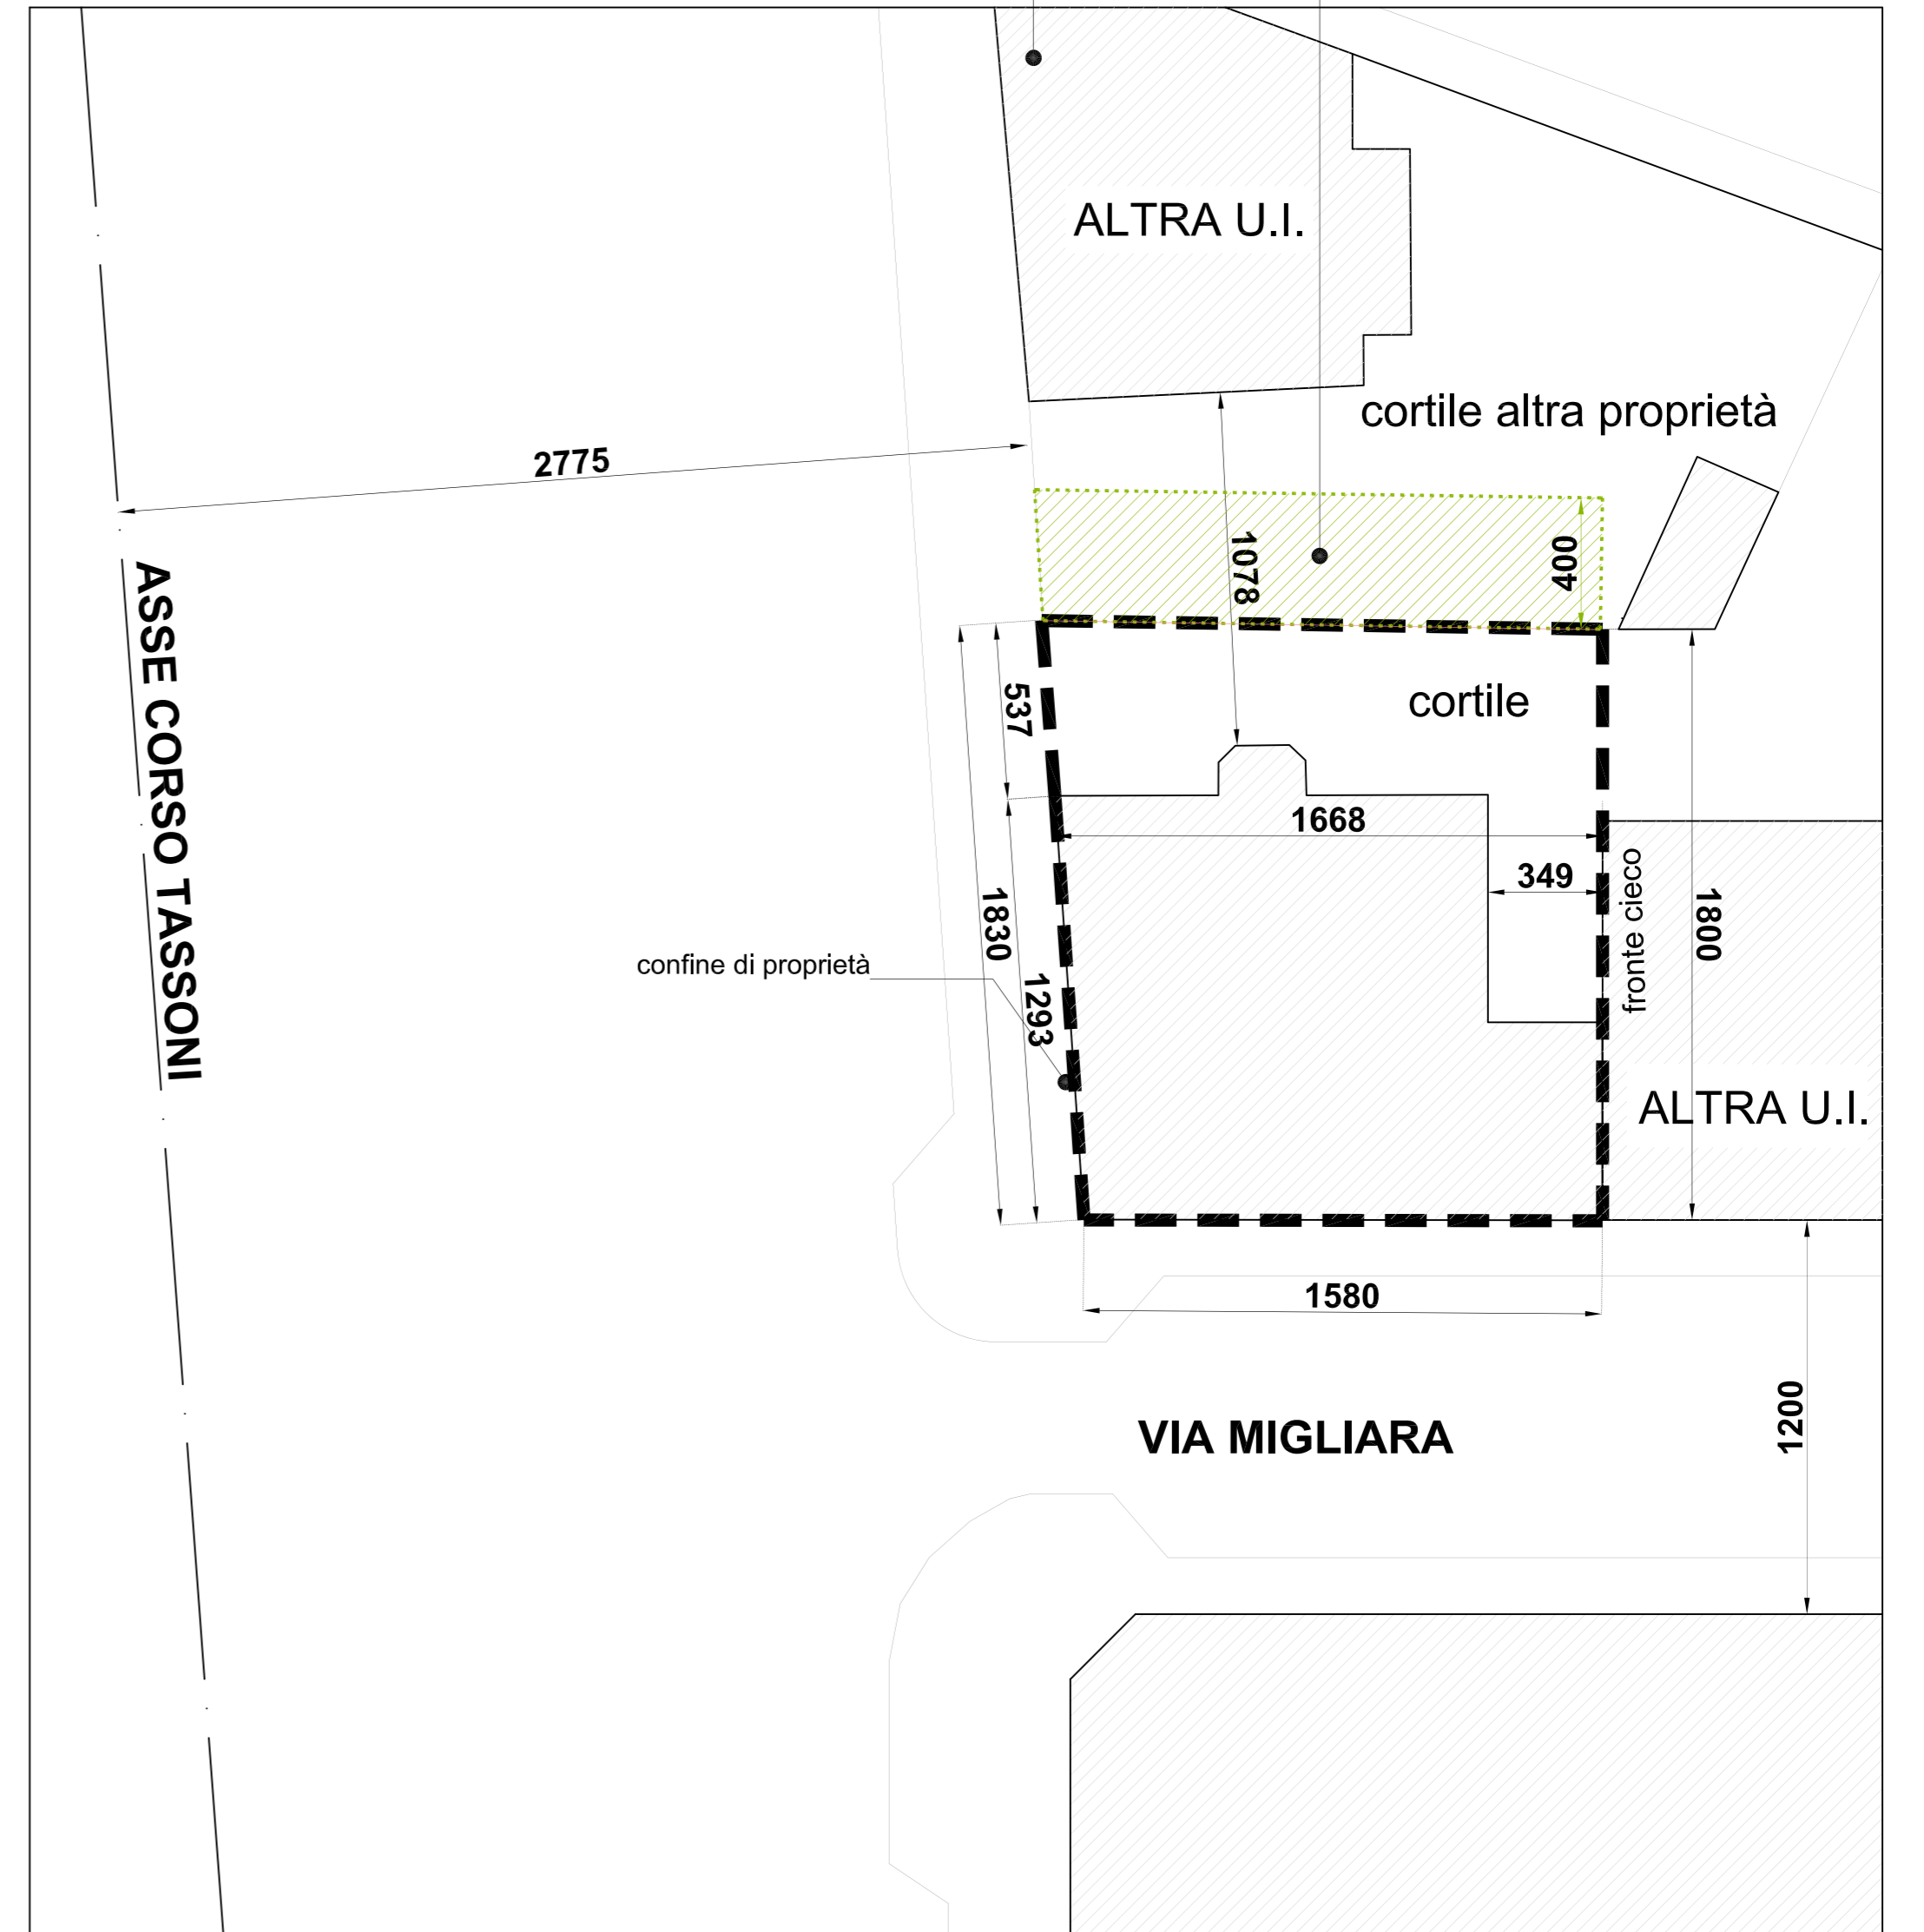 ALTRA U.I.
cortile altra proprietà
2775
1078
400
ASSE CORSO TASSONI
537
cortile
1668
349
fronte cieco
1800
1830
confine di proprietà
1293
ALTRA U.I.
1580
1200
VIA MIGLIARA